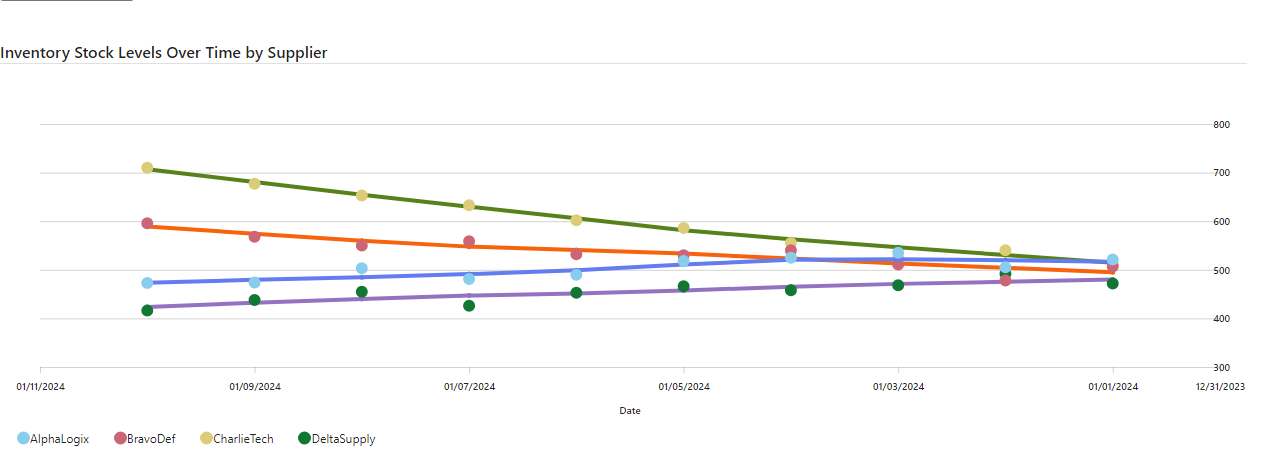 Inventory Stock Levels Over Time by Supplier
800
700
600
500
400
300
01/11/2024 01/09/2024 01/07/2024 01/05/2024 01/03/2024 01/01/2024 12/31/2023
Date
AlphaLogix BravoDef CharlieTech DeltaSupply